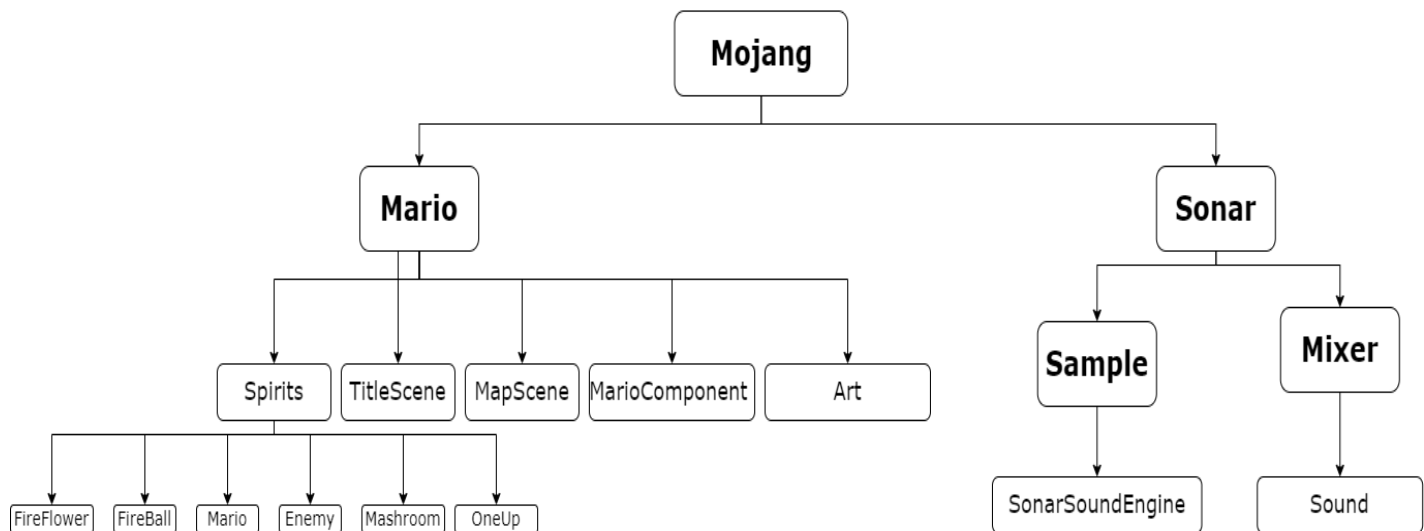 Mojang
Mario
Sonar
Sample
Mixer
Spirits
TitleScene
MapScene
MarioComponent
Art
SonarSoundEngine
Sound
FireFlower
FireBall
Mario
Enemy
Mashroom
OneUp